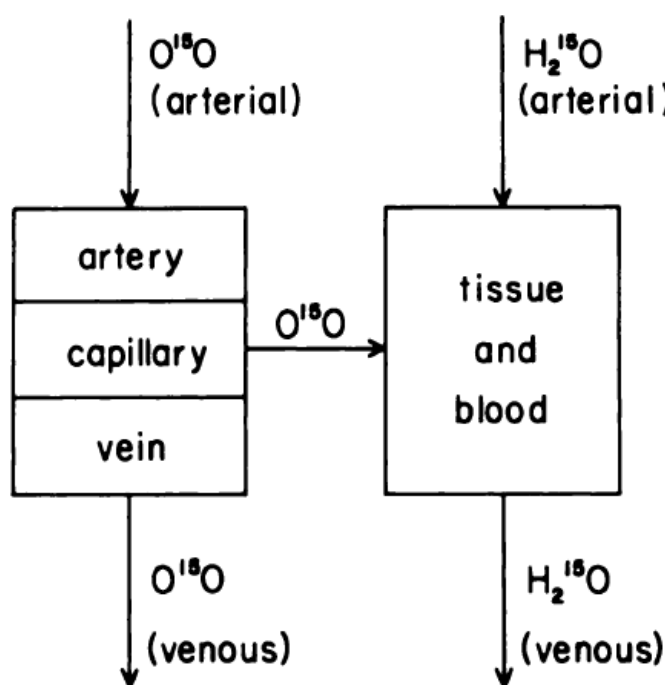 O¹⁵O
(arterial)
H₂¹⁵O
(arterial)
artery
capillary
vein
O¹⁵O
tissue
and
blood
O¹⁵O
(venous)
H₂¹⁵O
(venous)